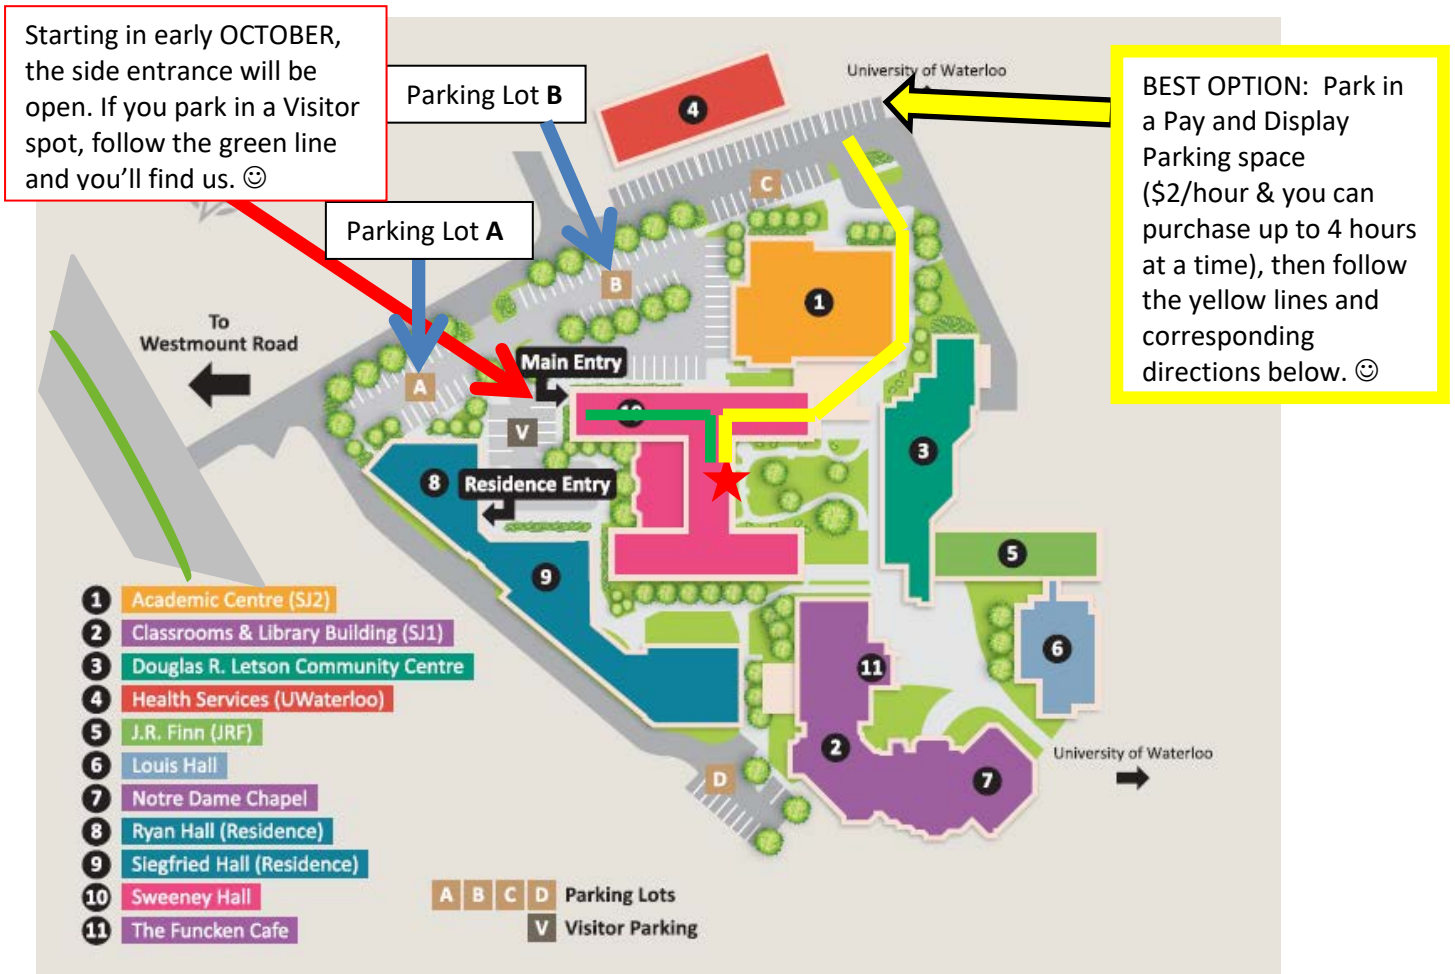 Starting in early OCTOBER,
the side entrance will be
open. If you park in a Visitor
spot, follow the green line
and you’ll find us. ☺
Parking Lot B
Parking Lot A
University of Waterloo
BEST OPTION: Park in
a Pay and Display
Parking space
($2/hour & you can
purchase up to 4 hours
at a time), then follow
the yellow lines and
corresponding
directions below. ☺
4
C
B
1
To
Westmount Road
Main Entry
A
V
10
3
8
Residence Entry
5
9
6
11
2
7
D
University of Waterloo
1 Academic Centre (SJ2)
2 Classrooms & Library Building (SJ1)
3 Douglas R. Letson Community Centre
4 Health Services (UWaterloo)
5 J.R. Finn (JRF)
6 Louis Hall
7 Notre Dame Chapel
8 Ryan Hall (Residence)
9 Siegfried Hall (Residence)
10 Sweeney Hall
11 The Funcken Cafe
A B C D Parking Lots
V Visitor Parking